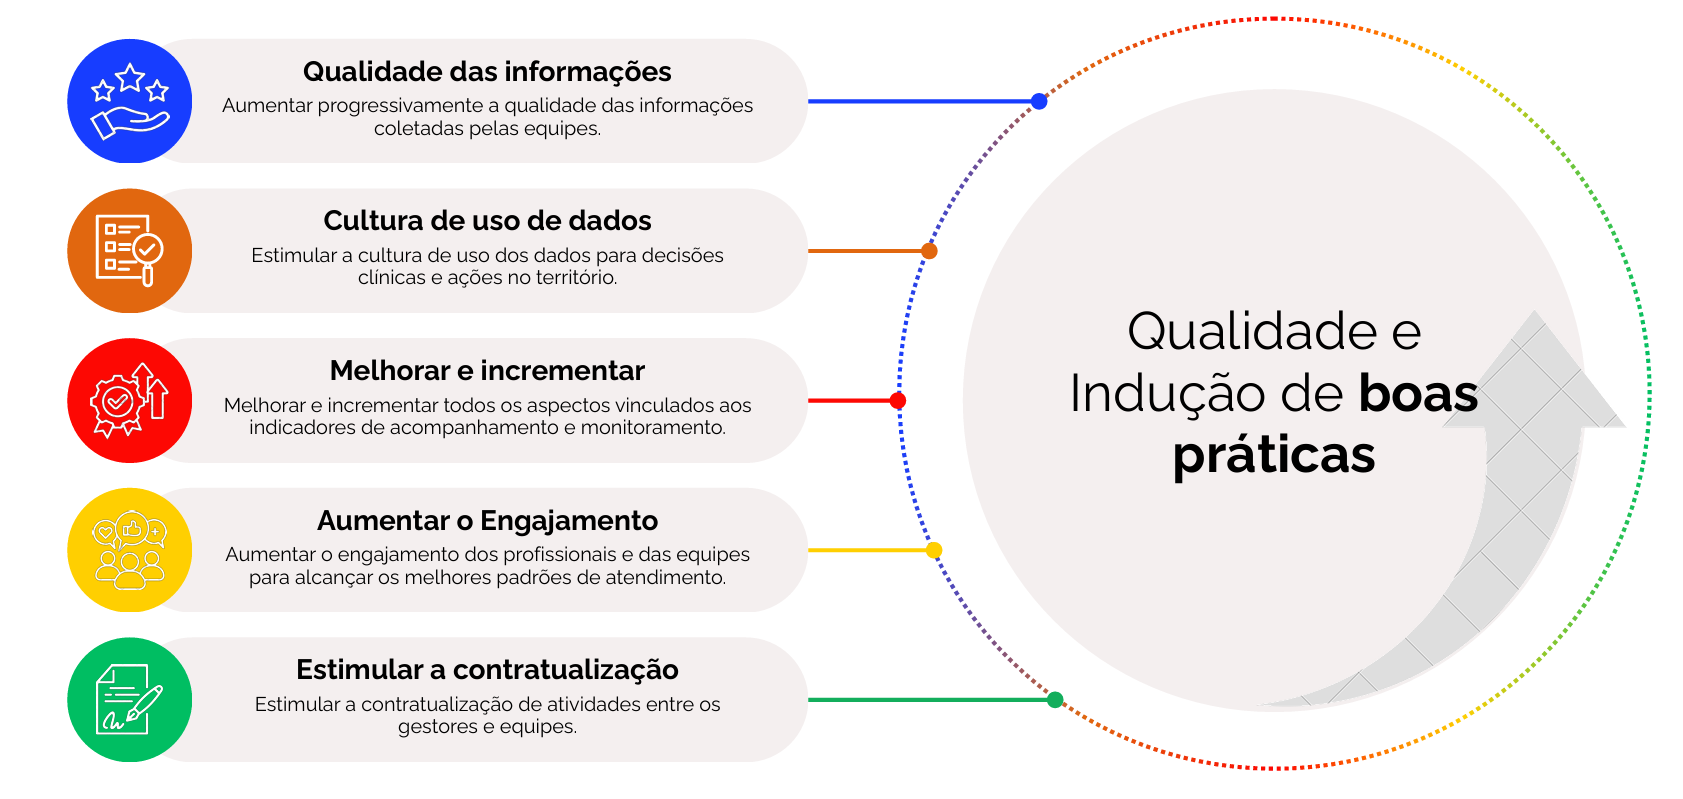 Qualidade das informações
Aumentar progressivamente a qualidade das informações
coletadas pelas equipes.
Cultura de uso de dados
Estimular a cultura de uso dos dados para decisões
clínicas e ações no território.
Melhorar e incrementar
Melhorar e incrementar todos os aspectos vinculados aos
indicadores de acompanhamento e monitoramento.
Aumentar o Engajamento
Aumentar o engajamento dos profissionais e das equipes
para alcançar os melhores padrões de atendimento.
Estimular a contratualização
Estimular a contratualização de atividades entre os
gestores e equipes.
Qualidade e
Indução de boas
práticas